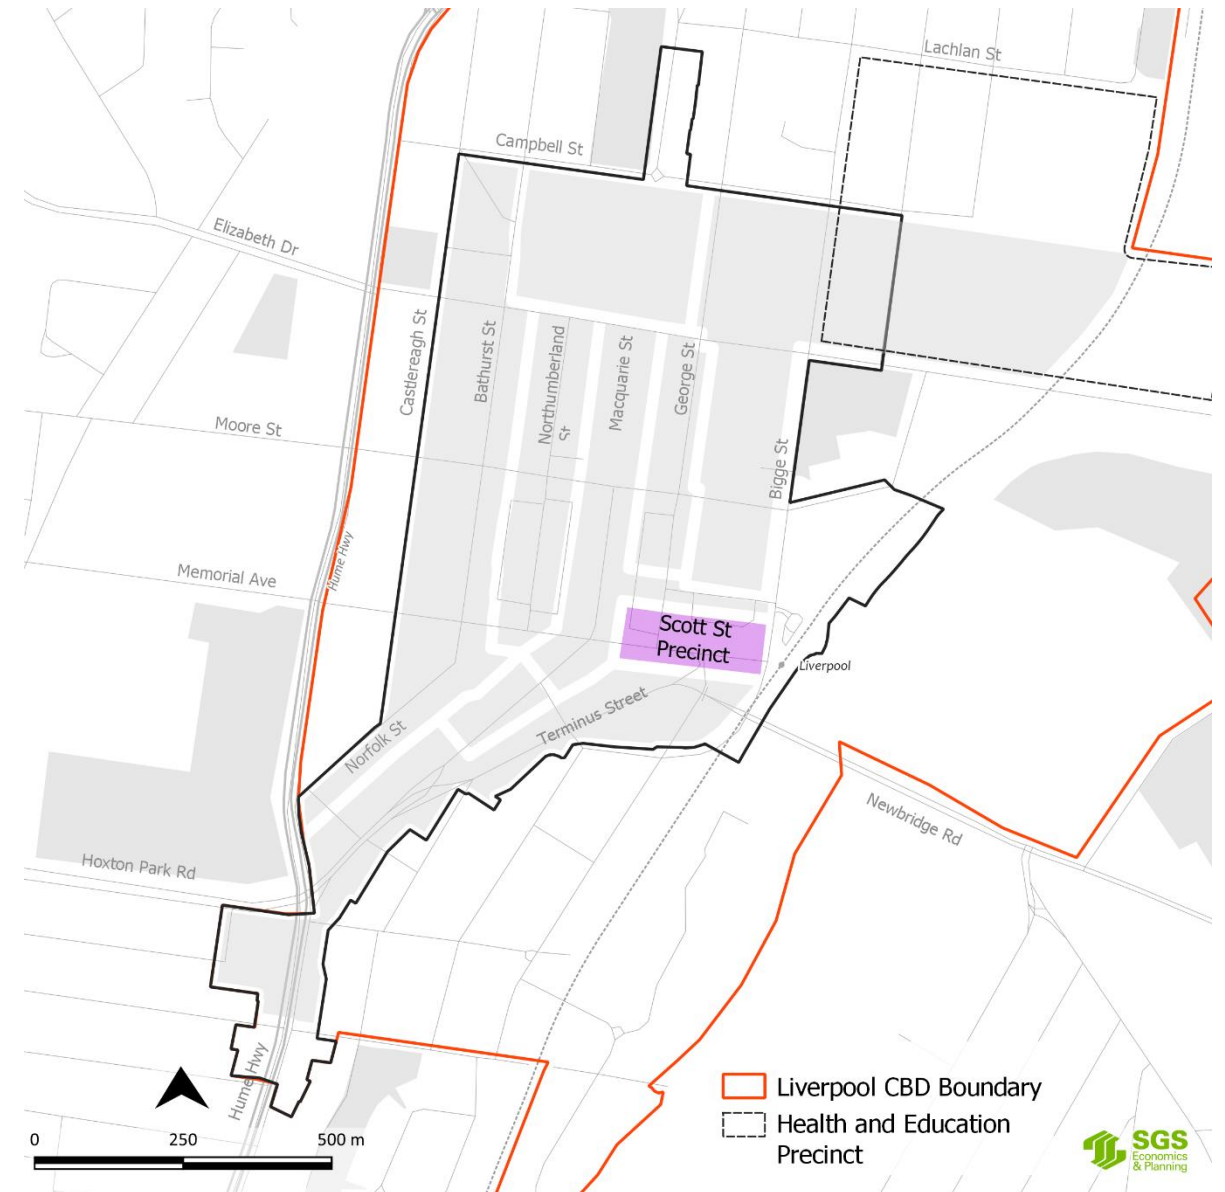 Lachlan St
Campbell St
Elizabeth Dr
Castlereagh St
Bathurst St
Northumberland
St
Macquarie St
George St
Moore St
Bigge St
Hume Hwy
Memorial Ave
Scott St
Precinct
Liverpool
Terminus Street
Norfolk St
Newbridge Rd
Hoxton Park Rd
Hume Hwy
0 250 500 m
Liverpool CBD Boundary
Health and Education
Precinct
SGS
Economics
& Planning